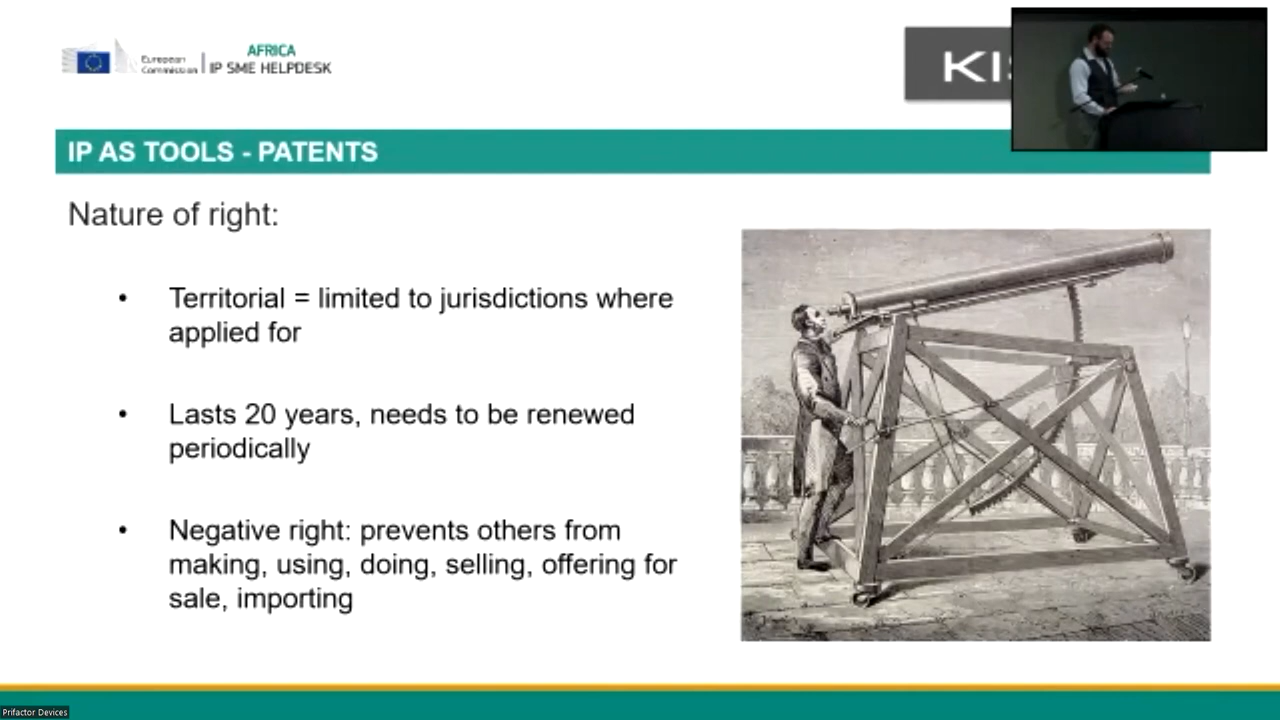 European
Commission
AFRICA
IP SME HELPDESK
KI
IP AS TOOLS - PATENTS
Nature of right:
• Territorial = limited to jurisdictions where
applied for
• Lasts 20 years, needs to be renewed
periodically
• Negative right: prevents others from
making, using, doing, selling, offering for
sale, importing
Prifactor Devices